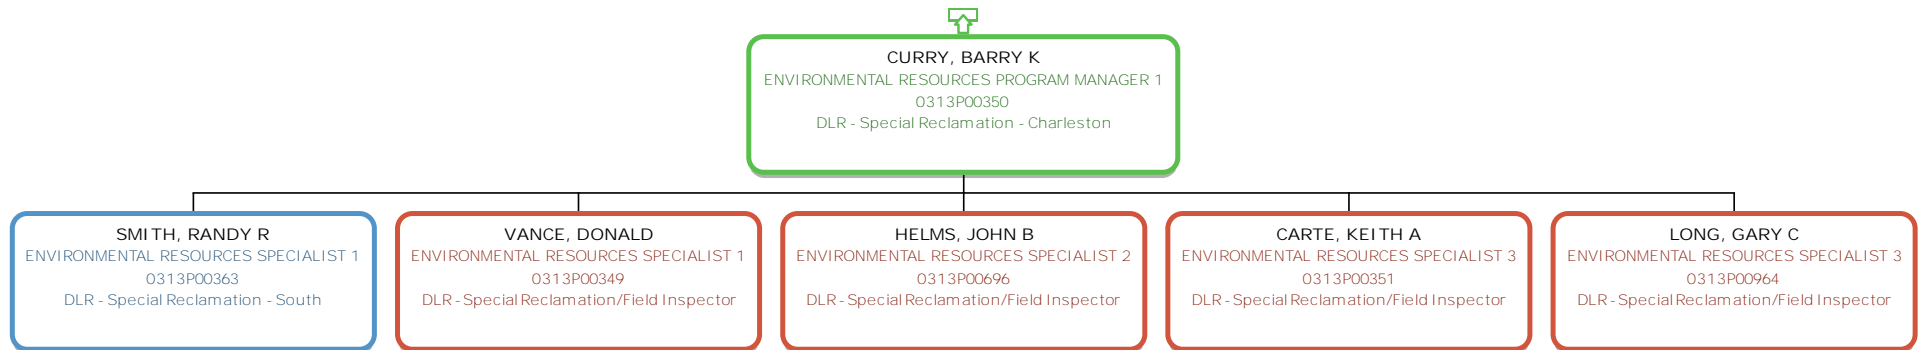 CURRY, BARRY K
ENVIRONMENTAL RESOURCES PROGRAM MANAGER 1
0313P00350
DLR - Special Reclamation - Charleston
SMITH, RANDY R
ENVIRONMENTAL RESOURCES SPECIALIST 1
0313P00363
DLR - Special Reclamation - South
VANCE, DONALD
ENVIRONMENTAL RESOURCES SPECIALIST 1
0313P00349
DLR - Special Reclamation/Field Inspector
HELMS, JOHN B
ENVIRONMENTAL RESOURCES SPECIALIST 2
0313P00696
DLR - Special Reclamation/Field Inspector
CARTE, KEITH A
ENVIRONMENTAL RESOURCES SPECIALIST 3
0313P00351
DLR - Special Reclamation/Field Inspector
LONG, GARY C
ENVIRONMENTAL RESOURCES SPECIALIST 3
0313P00964
DLR - Special Reclamation/Field Inspector